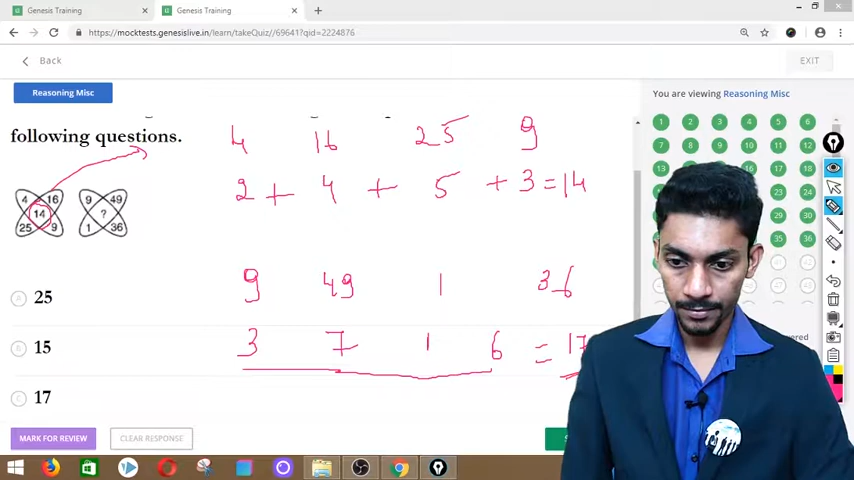 Genesis Training
Genesis Training
https://mocktests.genesislive.in/learn/takeQuiz//69641?qid=2224876
Back
EXIT
Reasoning Misc
You are viewing Reasoning Misc
following questions.
4 16 25 9
2 + 4 + 5 + 3 = 14
4 16
14
25 9
9 49
?
1 36
9 49 1 36
3 7 1 6 = 17
A 25
B 15
C 17
1 2 3 4 5 6
7 8 9 10 11 12
13
23 24
29 30
35 36
MARK FOR REVIEW
CLEAR RESPONSE